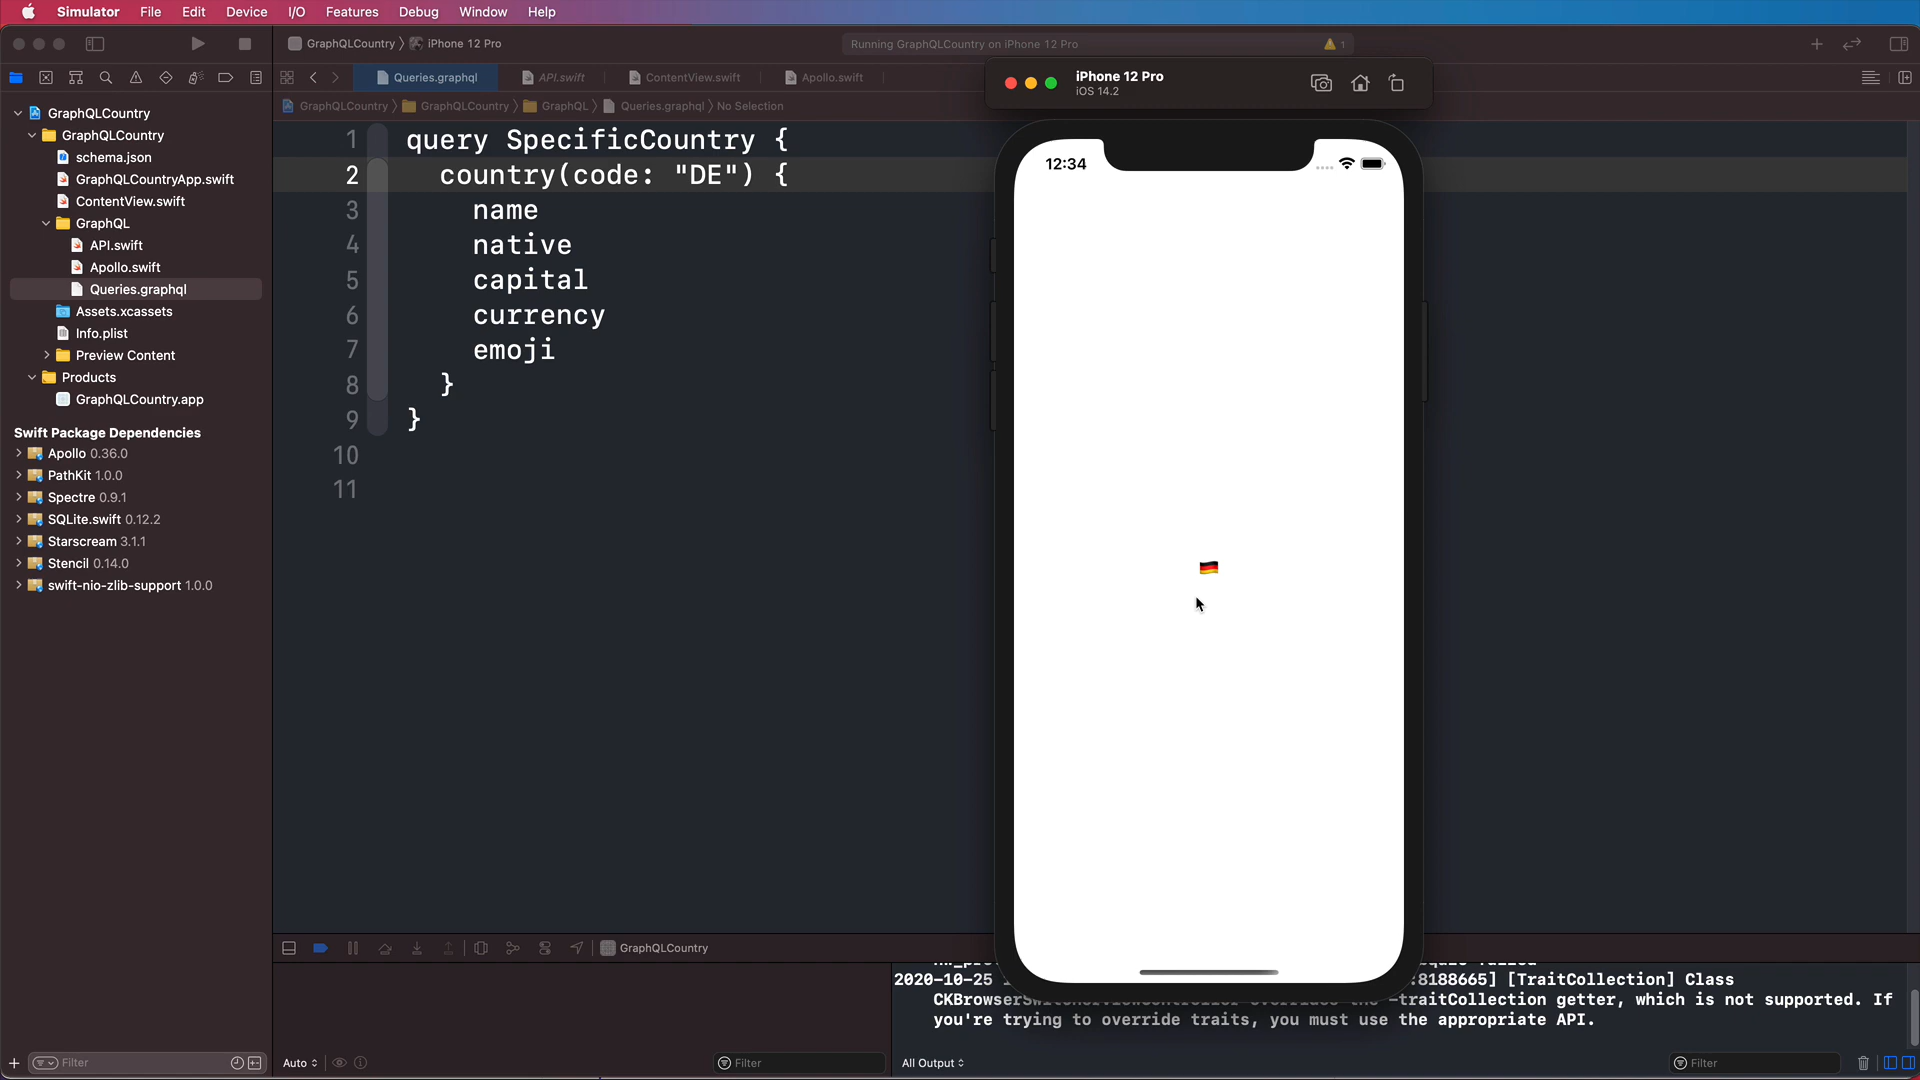 Simulator File Edit View Device I/O Features Debug Window Help
GraphQLCountry iPhone 12 Pro
Running GraphQLCountry on iPhone 12 Pro
1
Queries.graphql
API.swift
ContentView.swift
Apollo.swift
GraphQLCountry GraphQLCountry GraphQL Queries.graphql No Selection
GraphQLCountry
GraphQLCountry
schema.json
GraphQLCountryApp.swift
ContentView.swift
GraphQL
API.swift
Apollo.swift
Queries.graphql
Assets.xcassets
Info.plist
Preview Content
Products
GraphQLCountry.app
Swift Package Dependencies
Apollo 0.36.0
PathKit 1.0.0
Spectre 0.9.1
SQLite.swift 0.12.2
Starscream 3.1.1
Stencil 0.14.0
swift-nio-zlib-support 1.0.0
Filter
1 query SpecificCountry {
2 country(code: "DE") {
3 name
4 native
5 capital
6 currency
7 emoji
8 }
9 }
10
11
iPhone 12 Pro
iOS 14.2
12:34
GraphQLCountry
2020-10-25 :8188665] [TraitCollection] Class
-traitCollection getter, which is not supported. If
you're trying to override traits, you must use the appropriate API.
Auto
Filter
All Output
Filter